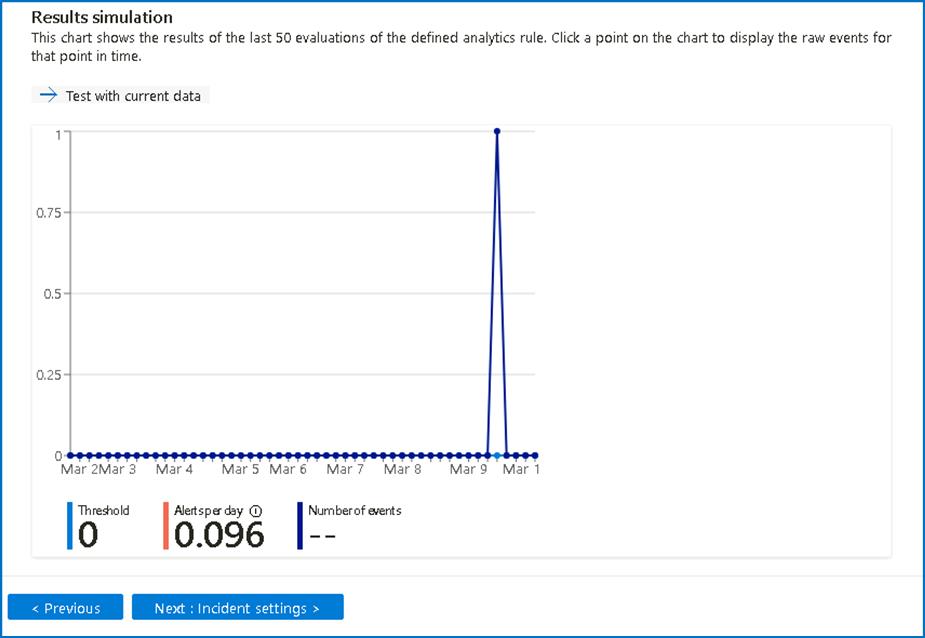 Results simulation
This chart shows the results of the last 50 evaluations of the defined analytics rule. Click a point on the chart to display the raw events for
that point in time.
→ Test with current data
1
0.75
0.5
0.25
0
Mar 2 Mar 3 Mar 4 Mar 5 Mar 6 Mar 7 Mar 8 Mar 9 Mar 1
Threshold Alerts per day Number of events
0 0.096 --
< Previous Next : Incident settings >